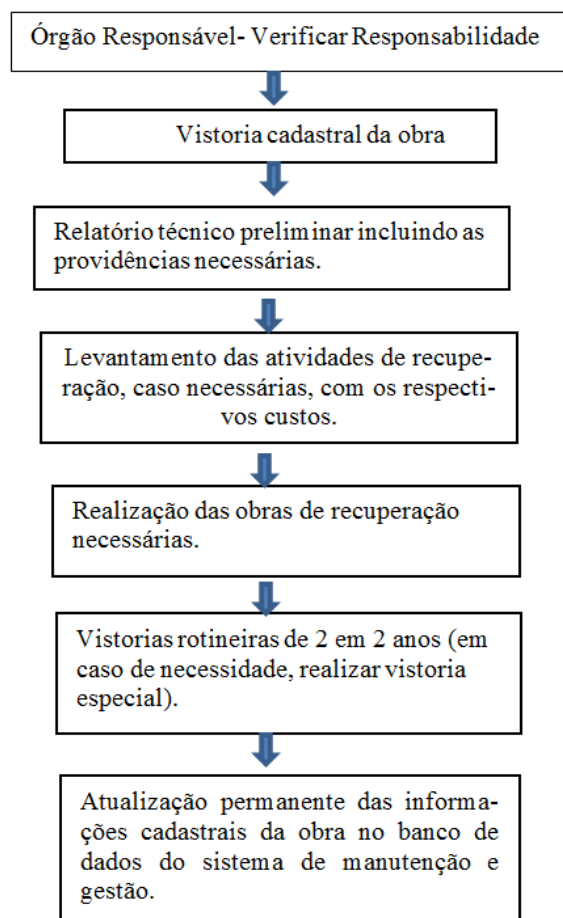 Órgão Responsável- Verificar Responsabilidade
Vistoria cadastral da obra
Relatório técnico preliminar incluindo as
providências necessárias.
Levantamento das atividades de recupe-
ração, caso necessárias, com os respecti-
vos custos.
Realização das obras de recuperação
necessárias.
Vistorias rotineiras de 2 em 2 anos (em
caso de necessidade, realizar vistoria
especial).
Atualização permanente das informa-
ções cadastrais da obra no banco de
dados do sistema de manutenção e
gestão.